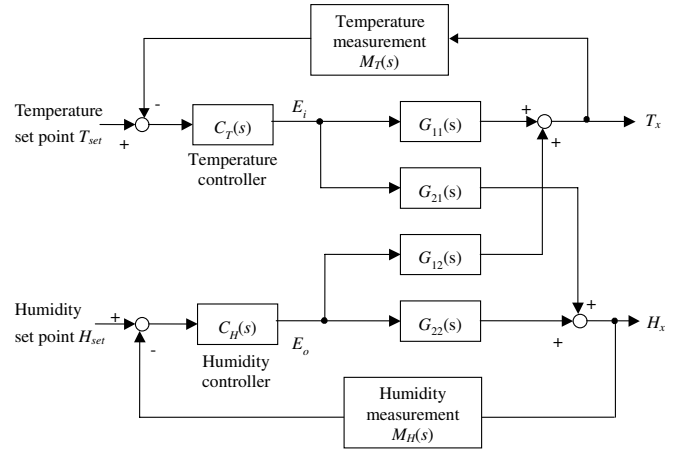 Temperature
measurement
M_T(s)
-
Temperature
set point T_set
+
C_T(s)
E_i
G_11(s)
+
T_x
+
Temperature
controller
G_21(s)
G_12(s)
Humidity
set point H_set
+
-
C_H(s)
E_o
G_22(s)
+
+
H_x
Humidity
controller
Humidity
measurement
M_H(s)